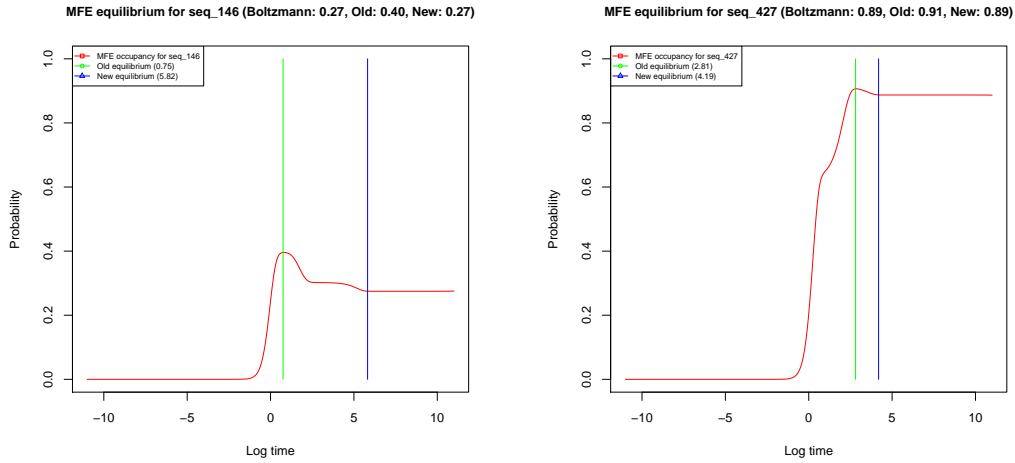 MFE equilibrium for seq_146 (Boltzmann: 0.27, Old: 0.40, New: 0.27)
MFE occupancy for seq_146
Old equilibrium (0.75)
New equilibrium (5.82)
Probability
1.0
0.8
0.6
0.4
0.2
0.0
−10 −5 0 5 10
Log time
MFE equilibrium for seq_427 (Boltzmann: 0.89, Old: 0.91, New: 0.89)
MFE occupancy for seq_427
Old equilibrium (2.81)
New equilibrium (4.19)
Probability
1.0
0.8
0.6
0.4
0.2
0.0
−10 −5 0 5 10
Log time